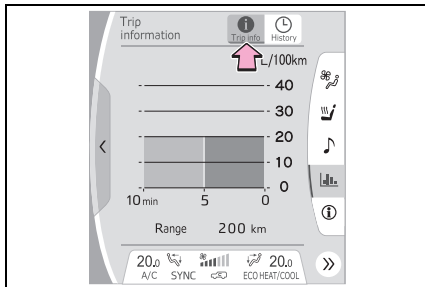 Trip
information
Trip info
History
L/100km
40
30
20
10
0
10 min 5 0
Range 200 km
20.0 20.0
A/C SYNC ECO HEAT/COOL